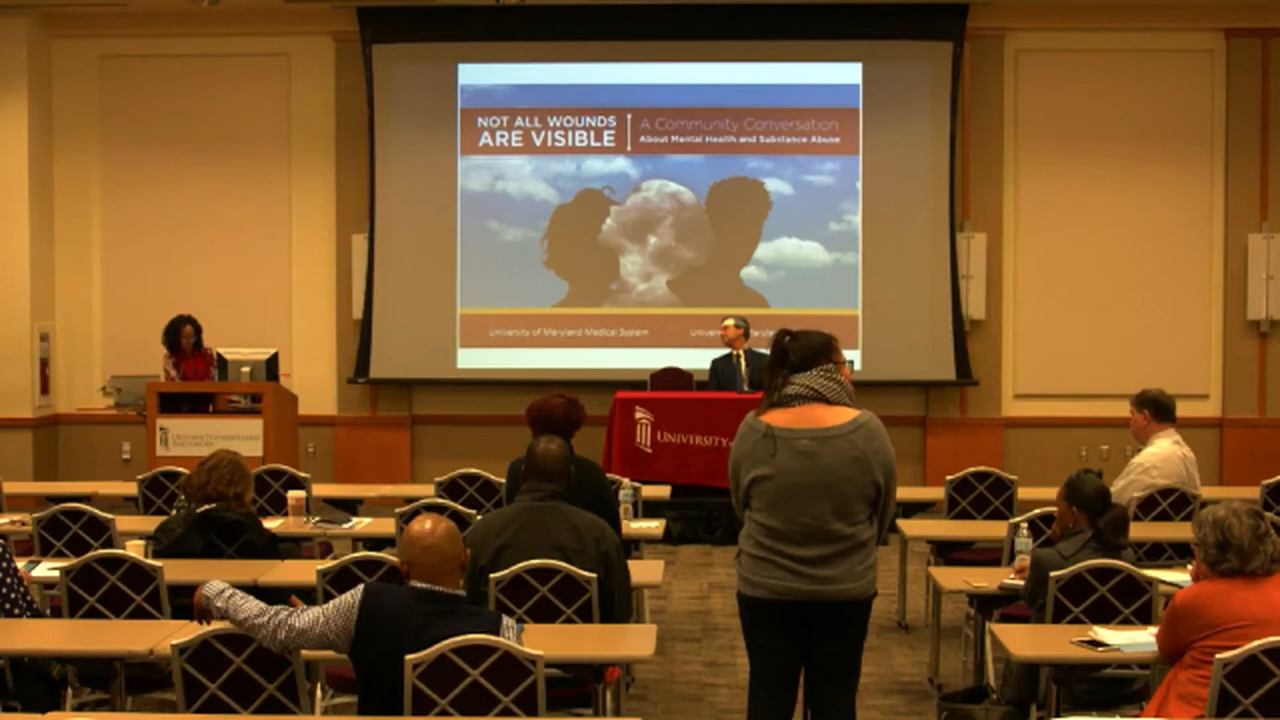 NOT ALL WOUNDS
ARE VISIBLE
A Community Conversation
About Mental Health and Substance Abuse
University of Maryland Medical System
UNIVERSITY